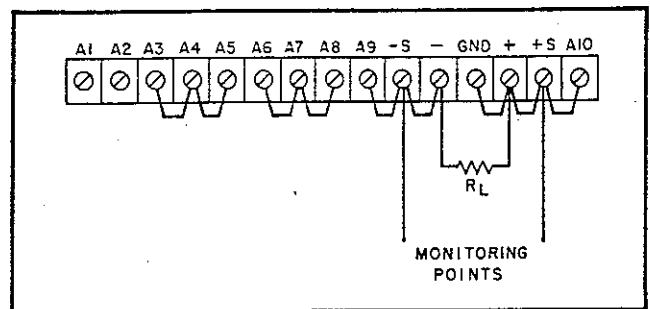 A1 A2 A3 A4 A5 A6 A7 A8 A9 -S - GND + +S A10
RL
MONITORING
POINTS